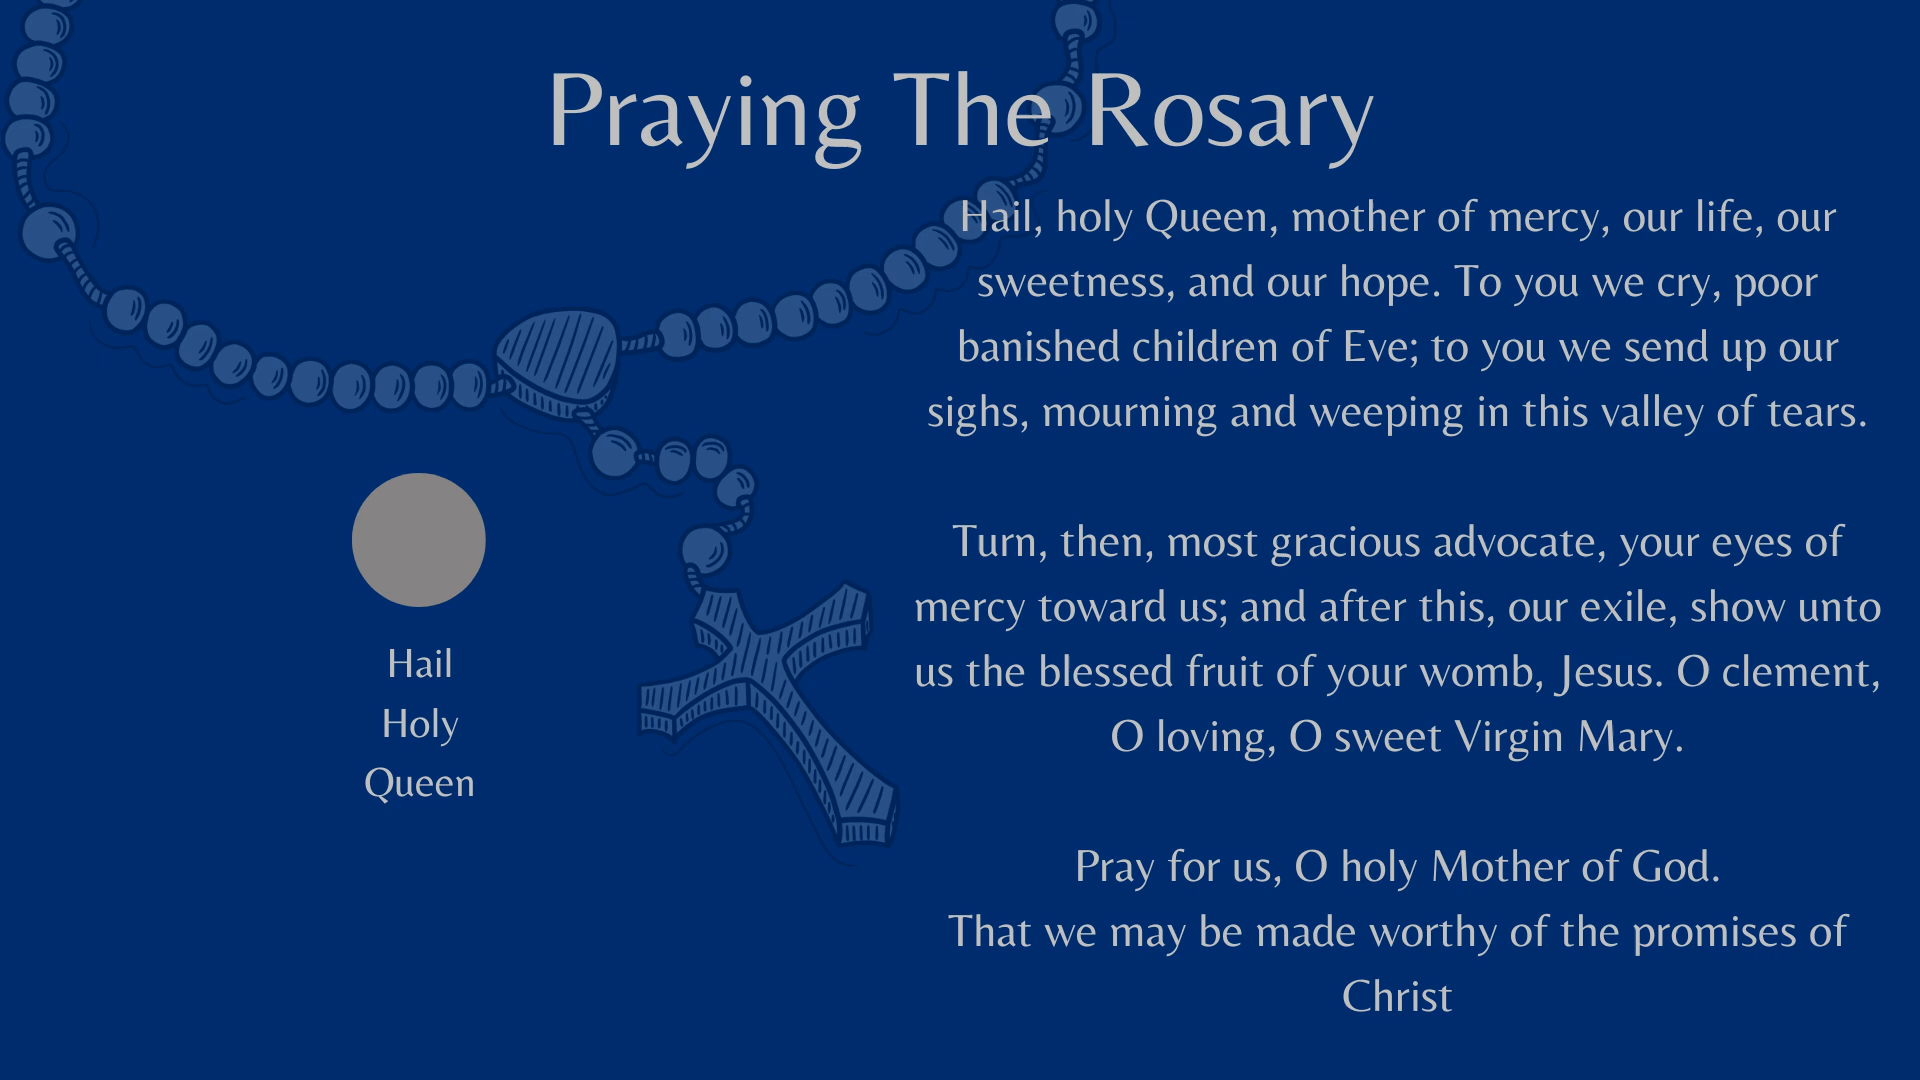 Praying The Rosary
Hail, holy Queen, mother of mercy, our life, our
sweetness, and our hope. To you we cry, poor
banished children of Eve; to you we send up our
sighs, mourning and weeping in this valley of tears.
Turn, then, most gracious advocate, your eyes of
mercy toward us; and after this, our exile, show unto
us the blessed fruit of your womb, Jesus. O clement,
O loving, O sweet Virgin Mary.
Pray for us, O holy Mother of God.
That we may be made worthy of the promises of
Christ
Hail
Holy
Queen